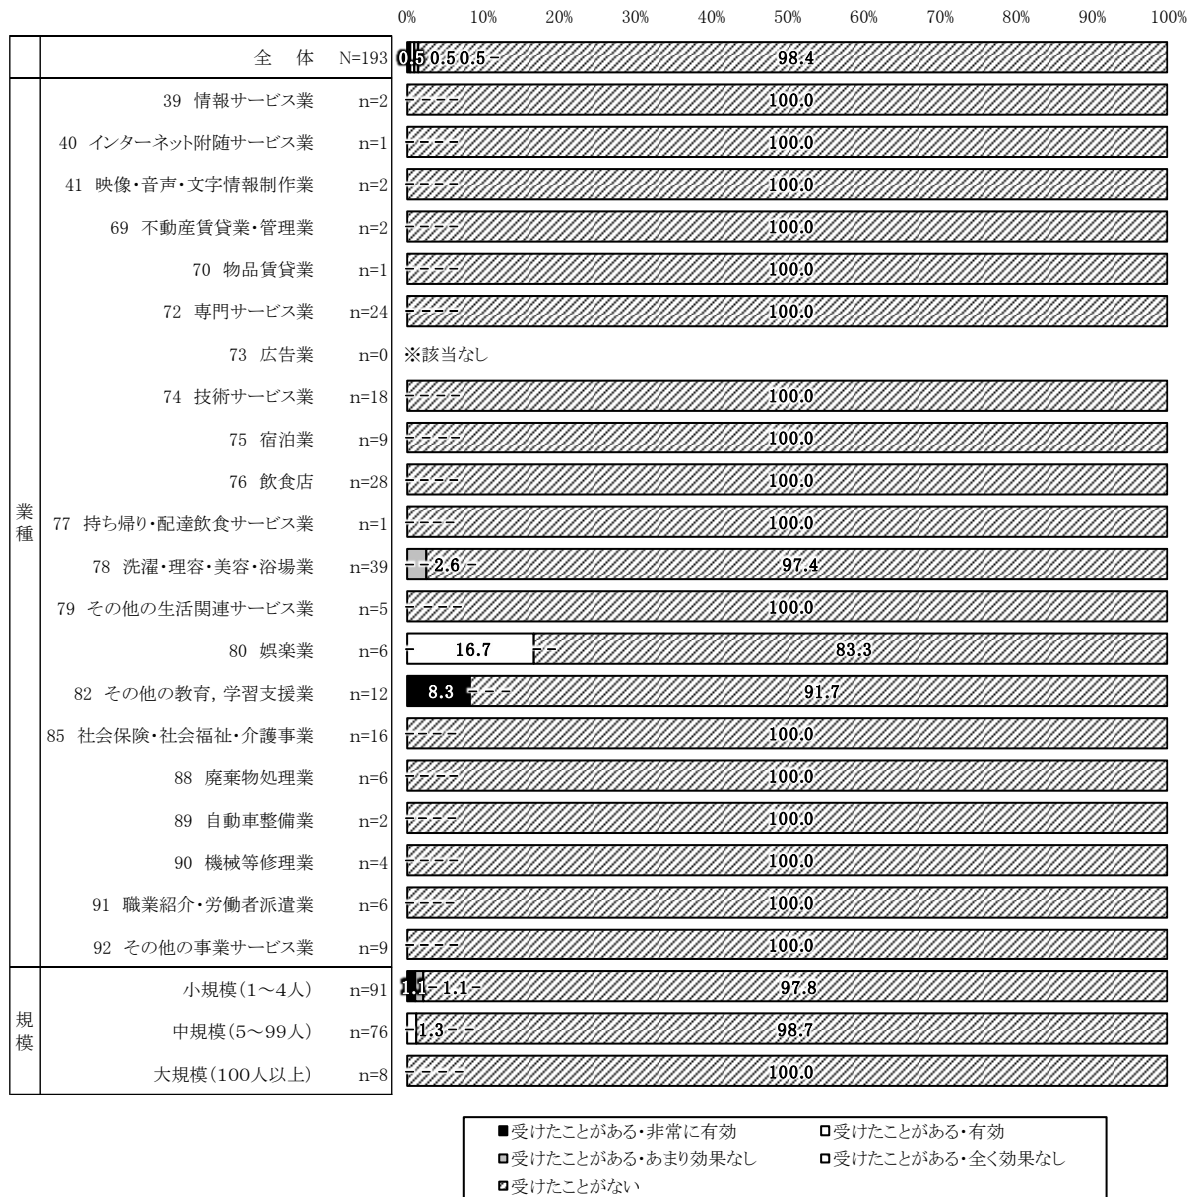 0% 10% 20% 30% 40% 50% 60% 70% 80% 90% 100%
全 体 N=193 0.5 0.5 0.5 - 98.4
業種
39 情報サービス業 n=2 - - - - 100.0
40 インターネット附随サービス業 n=1 - - - - 100.0
41 映像・音声・文字情報制作業 n=2 - - - - 100.0
69 不動産賃貸業・管理業 n=2 - - - - 100.0
70 物品賃貸業 n=1 - - - - 100.0
72 専門サービス業 n=24 - - - - 100.0
73 広告業 n=0 ※該当なし
74 技術サービス業 n=18 - - - - 100.0
75 宿泊業 n=9 - - - - 100.0
76 飲食店 n=28 - - - - 100.0
77 持ち帰り・配達飲食サービス業 n=1 - - - - 100.0
78 洗濯・理容・美容・浴場業 n=39 - - 2.6 - 97.4
79 その他の生活関連サービス業 n=5 - - - - 100.0
80 娯楽業 n=6 - 16.7 - - 83.3
82 その他の教育，学習支援業 n=12 8.3 - - - 91.7
85 社会保険・社会福祉・介護事業 n=16 - - - - 100.0
88 廃棄物処理業 n=6 - - - - 100.0
89 自動車整備業 n=2 - - - - 100.0
90 機械等修理業 n=4 - - - - 100.0
91 職業紹介・労働者派遣業 n=6 - - - - 100.0
92 その他の事業サービス業 n=9 - - - - 100.0
規模
小規模（1～4人） n=91 1.1 - 1.1 - 97.8
中規模（5～99人） n=76 - 1.3 - - 98.7
大規模（100人以上） n=8 - - - - 100.0
受けたことがある・非常に有効 受けたことがある・有効
受けたことがある・あまり効果なし 受けたことがある・全く効果なし
受けたことがない